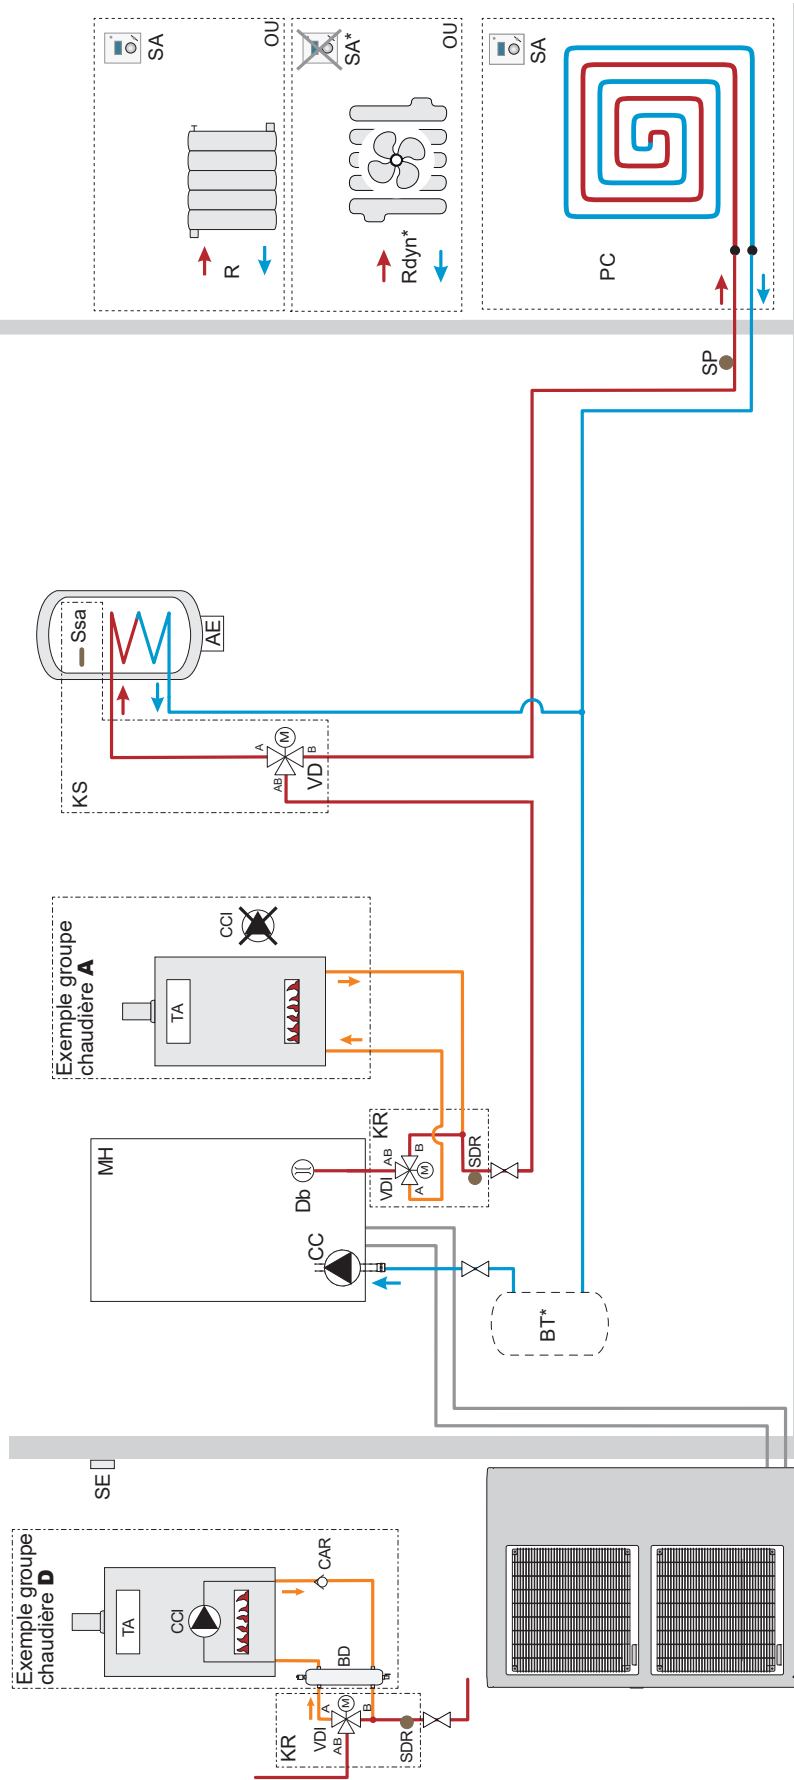 Exemple groupe
chaudière D
TA
CCI
CAR
BD
KR
VDI
A
M
AB
B
SDR
SE
MH
Db
CC
BT*
KR
VDI
AB
A
B
M
SDR
Exemple groupe
chaudière A
TA
CCI
KS
Ssa
AE
A
M
AB
B
VD
SP
SA
R
OU
SA*
Rdyn*
OU
SA
PC